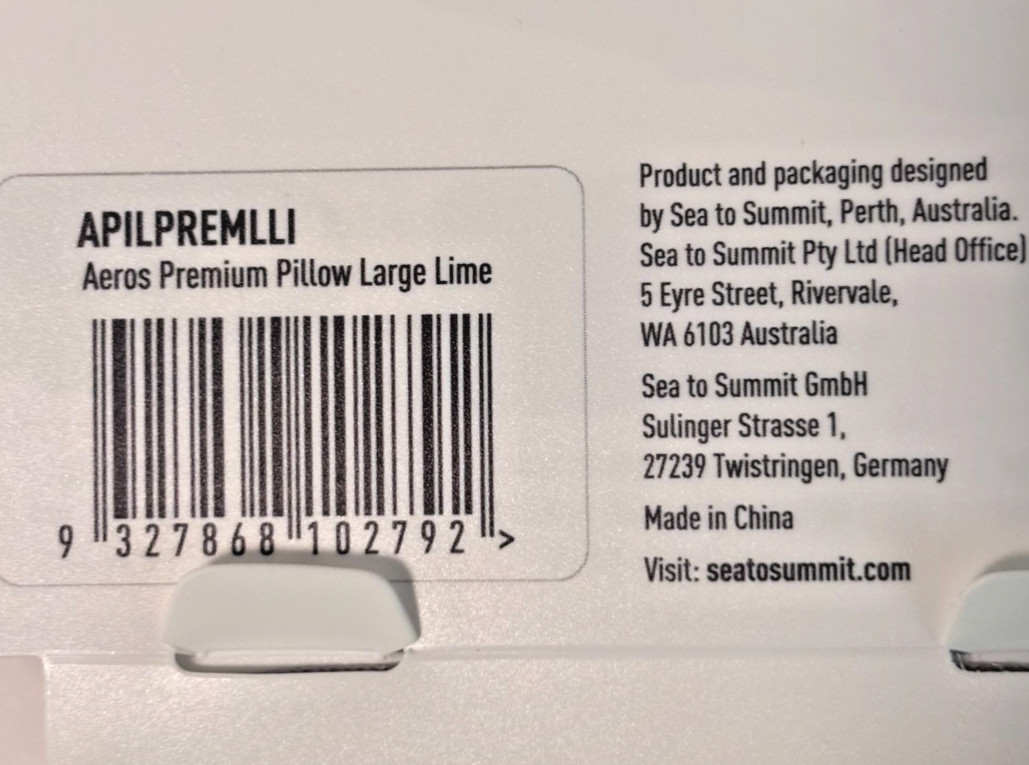 APILPREMLLI
Aeros Premium Pillow Large Lime
9 327868 102792 >
Product and packaging designed
by Sea to Summit, Perth, Australia.
Sea to Summit Pty Ltd (Head Office)
5 Eyre Street, Rivervale,
WA 6103 Australia
Sea to Summit GmbH
Sulinger Strasse 1,
27239 Twistringen, Germany
Made in China
Visit: seatosummit.com